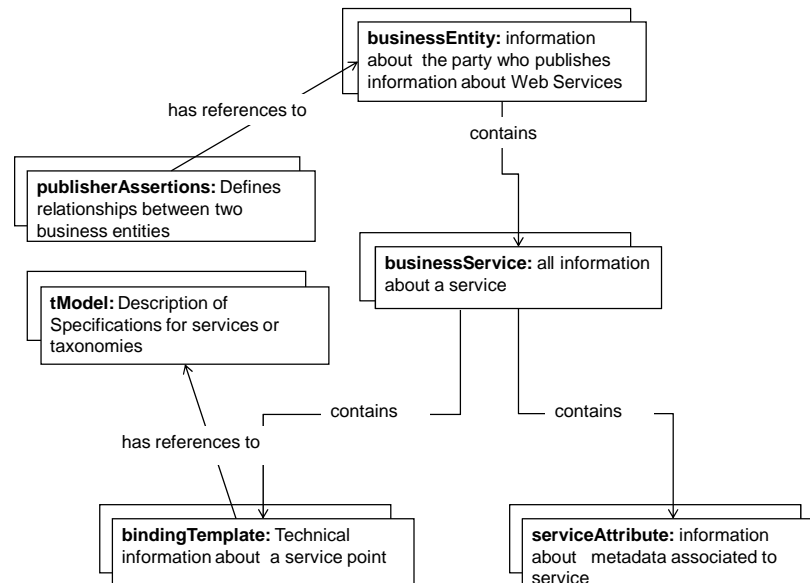 businessEntity: information
about the party who publishes
information about Web Services
has references to
contains
publisherAssertions: Defines
relationships between two
business entities
businessService: all information
about a service
tModel: Description of
Specifications for services or
taxonomies
contains
contains
has references to
bindingTemplate: Technical
information about a service point
serviceAttribute: information
about metadata associated to
service